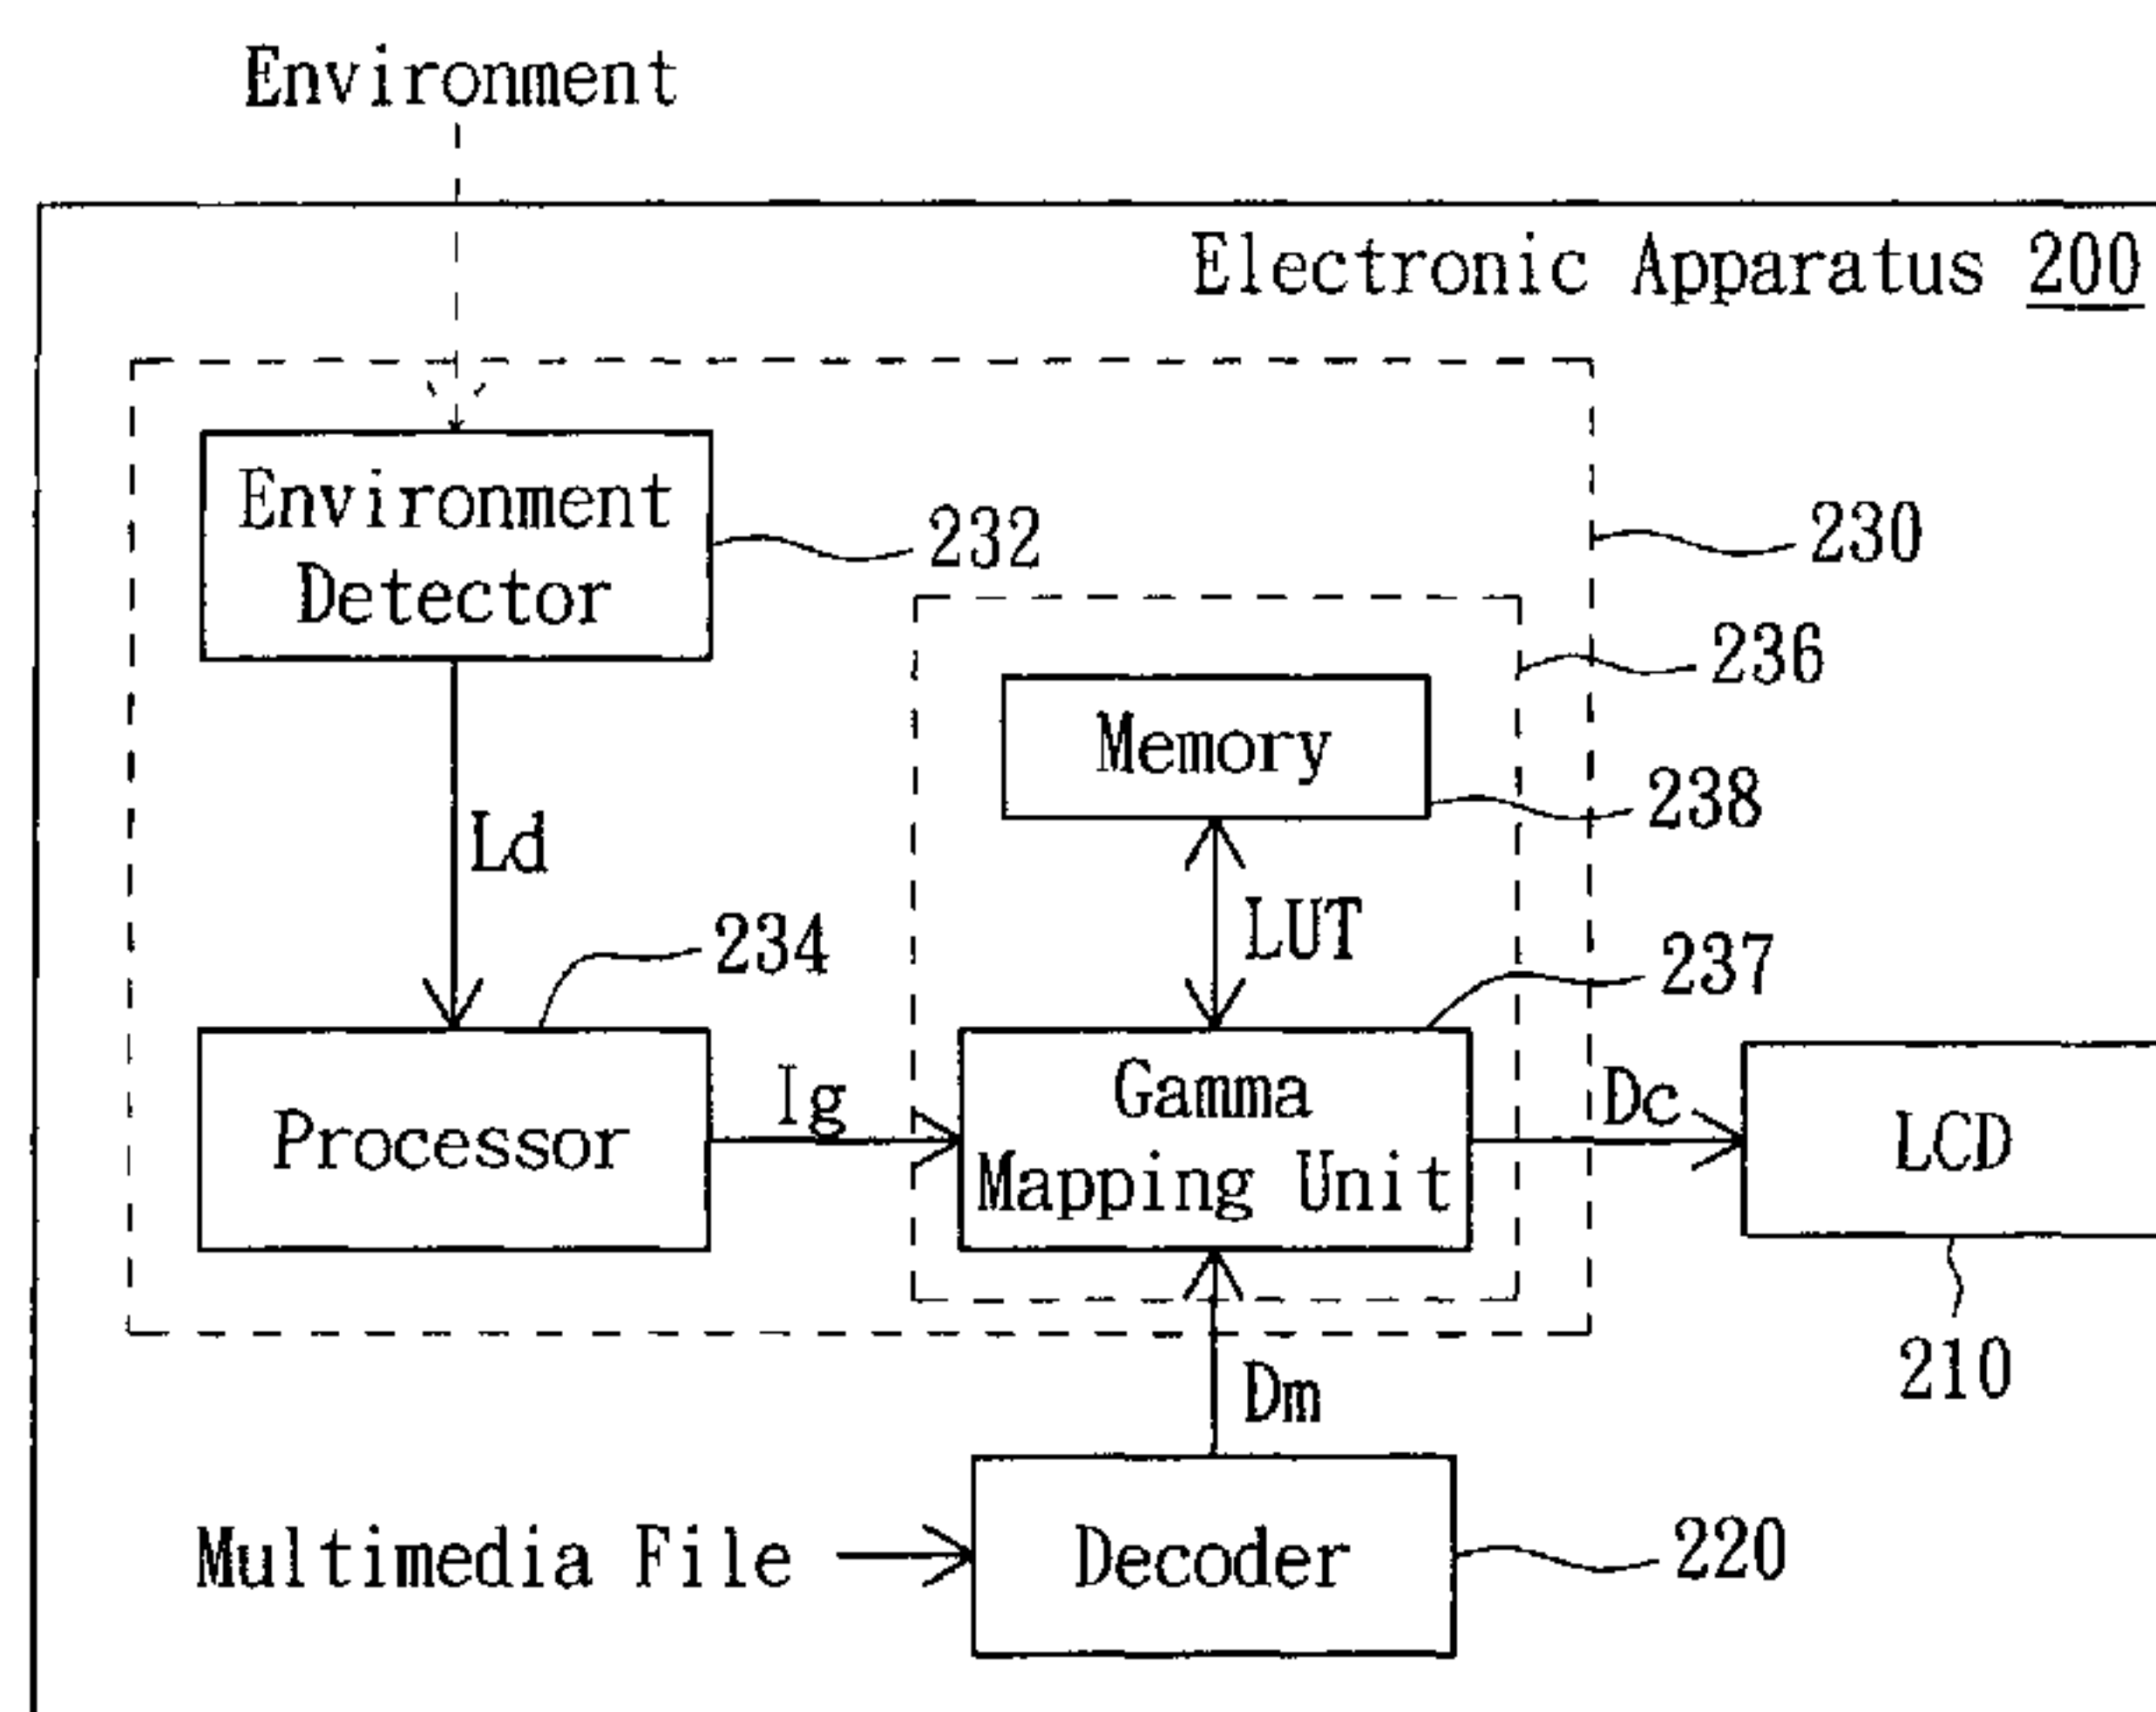 Environment
Electronic Apparatus 200
Environment
Detector
232
230
236
Memory
238
Ld
LUT
234
237
Processor
Ig
Gamma
Mapping Unit
Dc
LCD
210
Dm
Multimedia File
Decoder
220